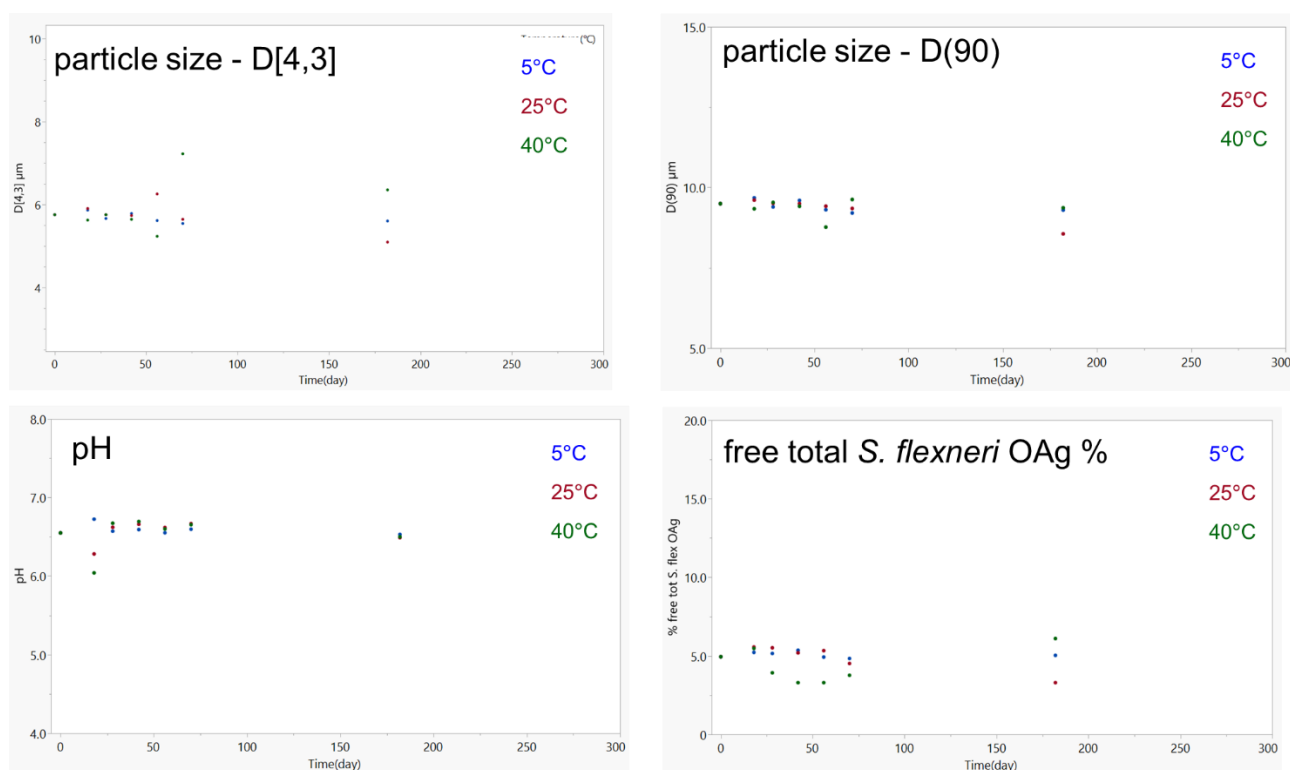 particle size - D[4,3]
(°C)
5°C
25°C
40°C
10
8
6
4
D[4,3] µm
0 50 100 150 200 250 300
Time(day)
particle size - D(90)
5°C
25°C
40°C
15.0
10.0
5.0
D(90) µm
0 50 100 150 200 250 300
Time(day)
pH
5°C
25°C
40°C
8.0
7.0
6.0
5.0
4.0
pH
0 50 100 150 200 250 300
Time(day)
free total S. flexneri OAg %
5°C
25°C
40°C
20.0
15.0
10.0
5.0
0
% free tot S. flex OAg
0 50 100 150 200 250 300
Time(day)